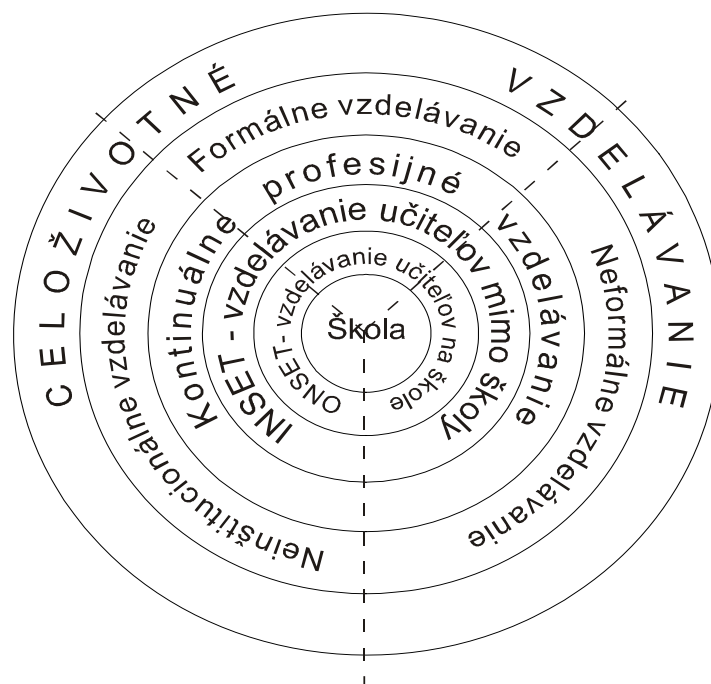 CELOŽIVOTNÉ VZDELÁVANIE
Formálne vzdelávanie
Neinštitucionálne vzdelávanie
Neformálne vzdelávanie
Kontinuálne profesijné vzdelávanie
INSET - vzdelávanie učiteľov mimo školy
ONSET- vzdelávanie učiteľov na škole
Škola